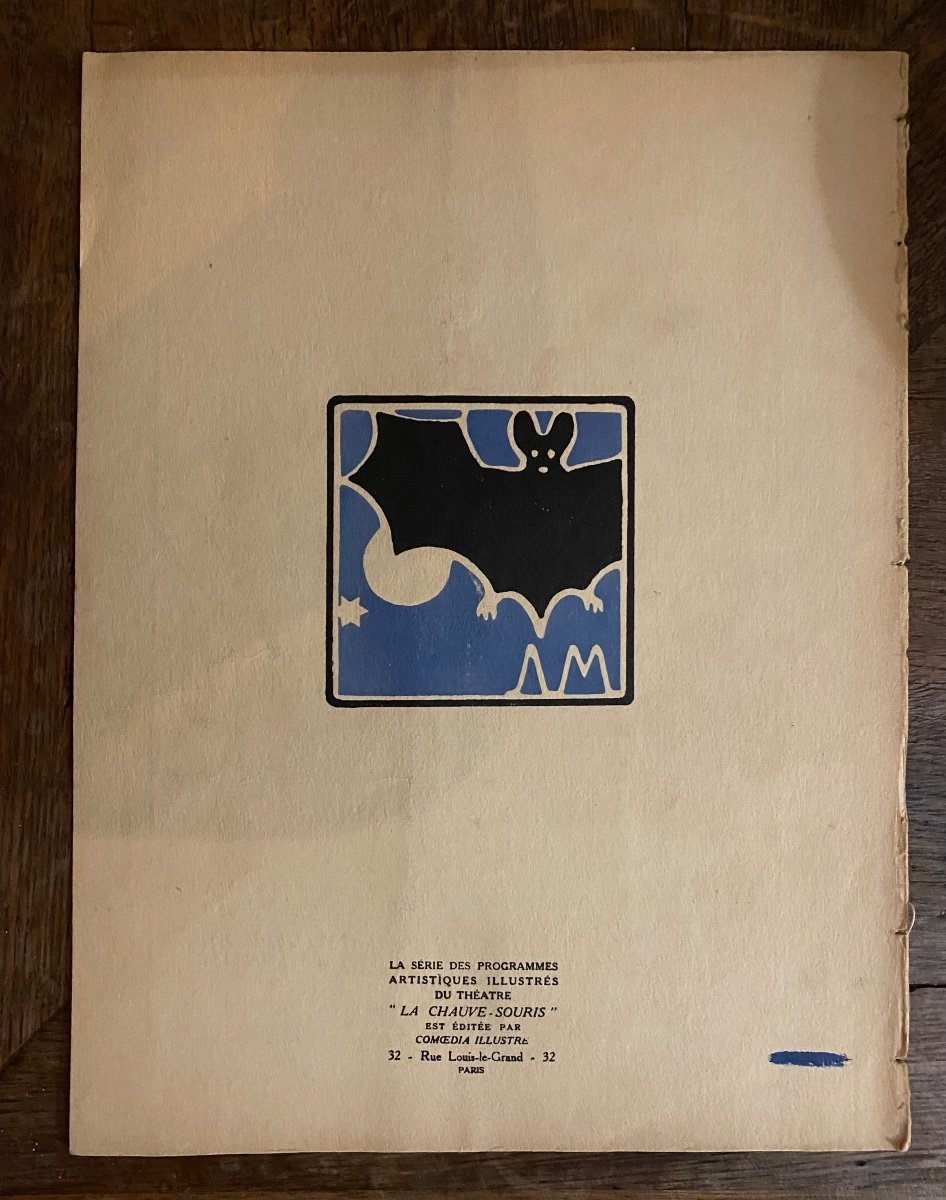 ЛМ
LA SÉRIE DES PROGRAMMES
ARTISTIQUES ILLUSTRÉS
DU THÉATRE
“ LA CHAUVE-SOURIS ”
EST ÉDITÉE PAR
COMŒDIA ILLUSTRÉ
32 - Rue Louis-le-Grand - 32
PARIS